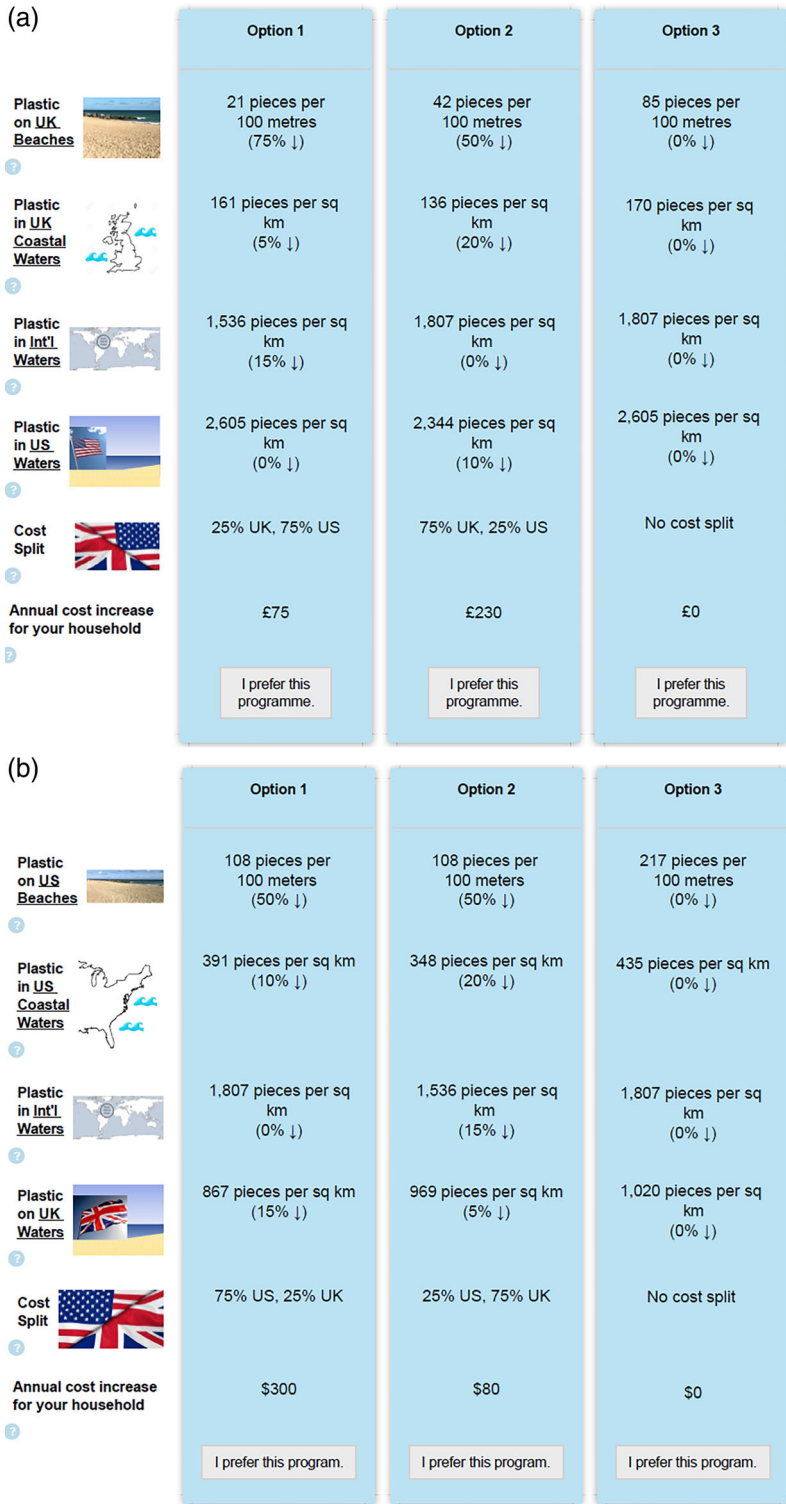 (a)
Option 1
Option 2
Option 3
Plastic
on UK
Beaches
?
21 pieces per
100 metres
(75% ↓)
42 pieces per
100 metres
(50% ↓)
85 pieces per
100 metres
(0% ↓)
Plastic
in UK
Coastal
Waters
?
161 pieces per sq
km
(5% ↓)
136 pieces per sq
km
(20% ↓)
170 pieces per sq
km
(0% ↓)
Plastic
in Int'l
Waters
?
1,536 pieces per sq
km
(15% ↓)
1,807 pieces per sq
km
(0% ↓)
1,807 pieces per sq
km
(0% ↓)
Plastic
in US
Waters
?
2,605 pieces per sq
km
(0% ↓)
2,344 pieces per sq
km
(10% ↓)
2,605 pieces per sq
km
(0% ↓)
Cost
Split
?
25% UK, 75% US
75% UK, 25% US
No cost split
Annual cost increase
for your household
?
£75
£230
£0
I prefer this
programme.
I prefer this
programme.
I prefer this
programme.
(b)
Option 1
Option 2
Option 3
Plastic
on US
Beaches
?
108 pieces per
100 meters
(50% ↓)
108 pieces per
100 meters
(50% ↓)
217 pieces per
100 metres
(0% ↓)
Plastic
in US
Coastal
Waters
?
391 pieces per sq km
(10% ↓)
348 pieces per sq km
(20% ↓)
435 pieces per sq km
(0% ↓)
Plastic
in Int'l
Waters
?
1,807 pieces per sq
km
(0% ↓)
1,536 pieces per sq
km
(15% ↓)
1,807 pieces per sq
km
(0% ↓)
Plastic
on UK
Waters
?
867 pieces per sq km
(15% ↓)
969 pieces per sq km
(5% ↓)
1,020 pieces per sq
km
(0% ↓)
Cost
Split
?
75% US, 25% UK
25% US, 75% UK
No cost split
Annual cost increase
for your household
?
$300
$80
$0
I prefer this program.
I prefer this program.
I prefer this program.